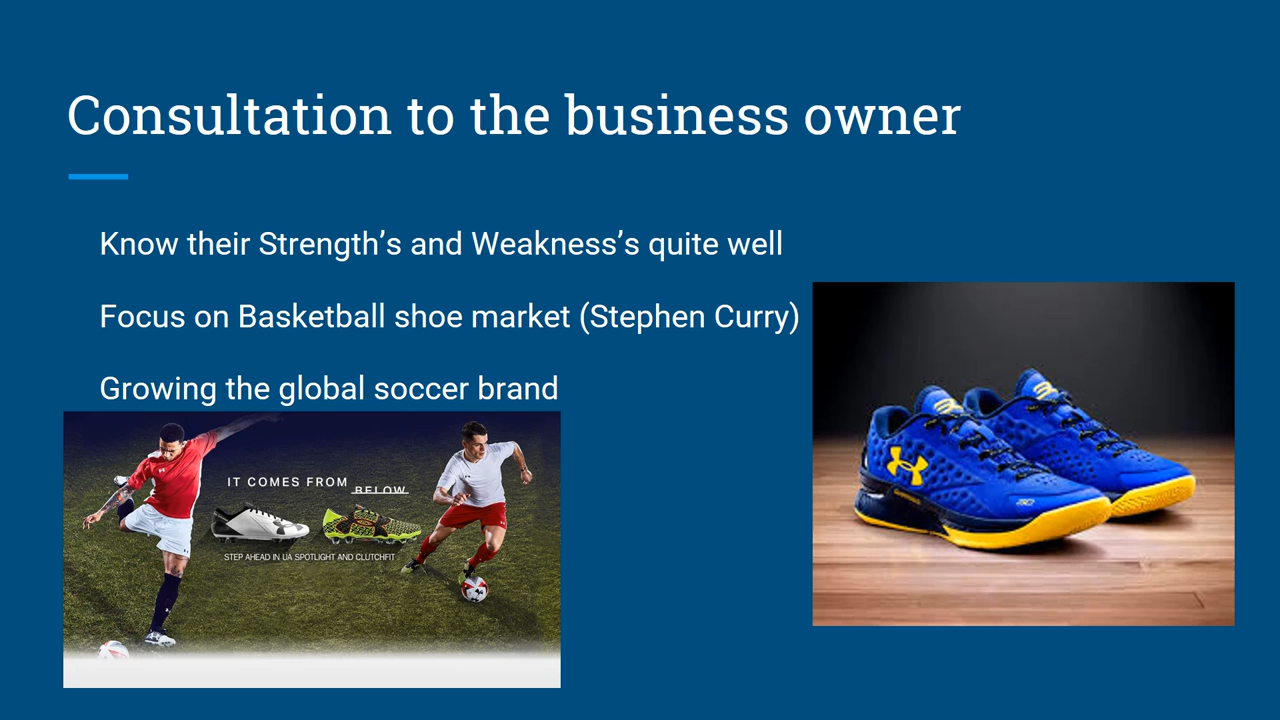 Consultation to the business owner
Know their Strength’s and Weakness’s quite well
Focus on Basketball shoe market (Stephen Curry)
Growing the global soccer brand
IT COMES FROM BELOW
STEP AHEAD IN UA SPOTLIGHT AND CLUTCHFIT